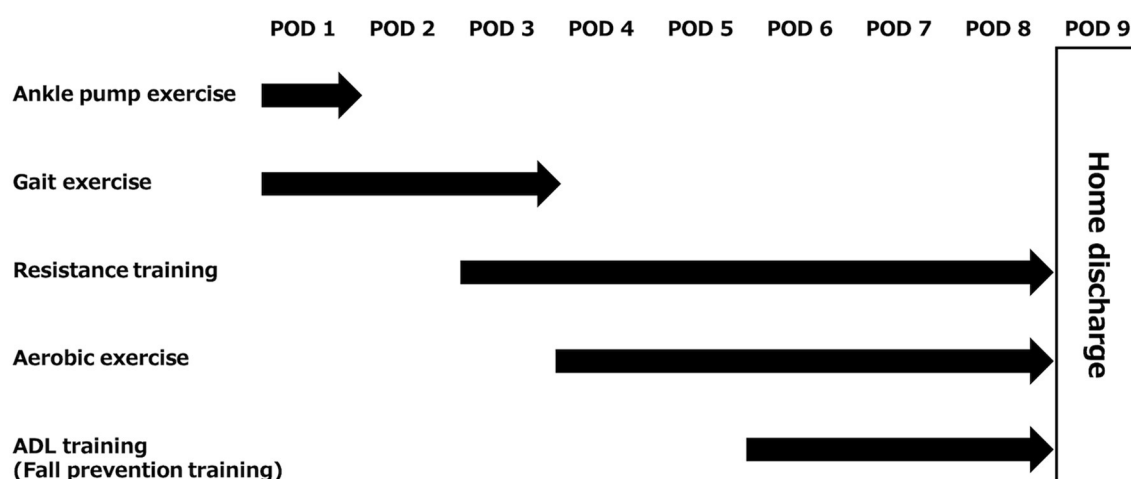 POD 1 POD 2 POD 3 POD 4 POD 5 POD 6 POD 7 POD 8 POD 9
Ankle pump exercise
Gait exercise
Resistance training
Aerobic exercise
ADL training
(Fall prevention training)
Home discharge